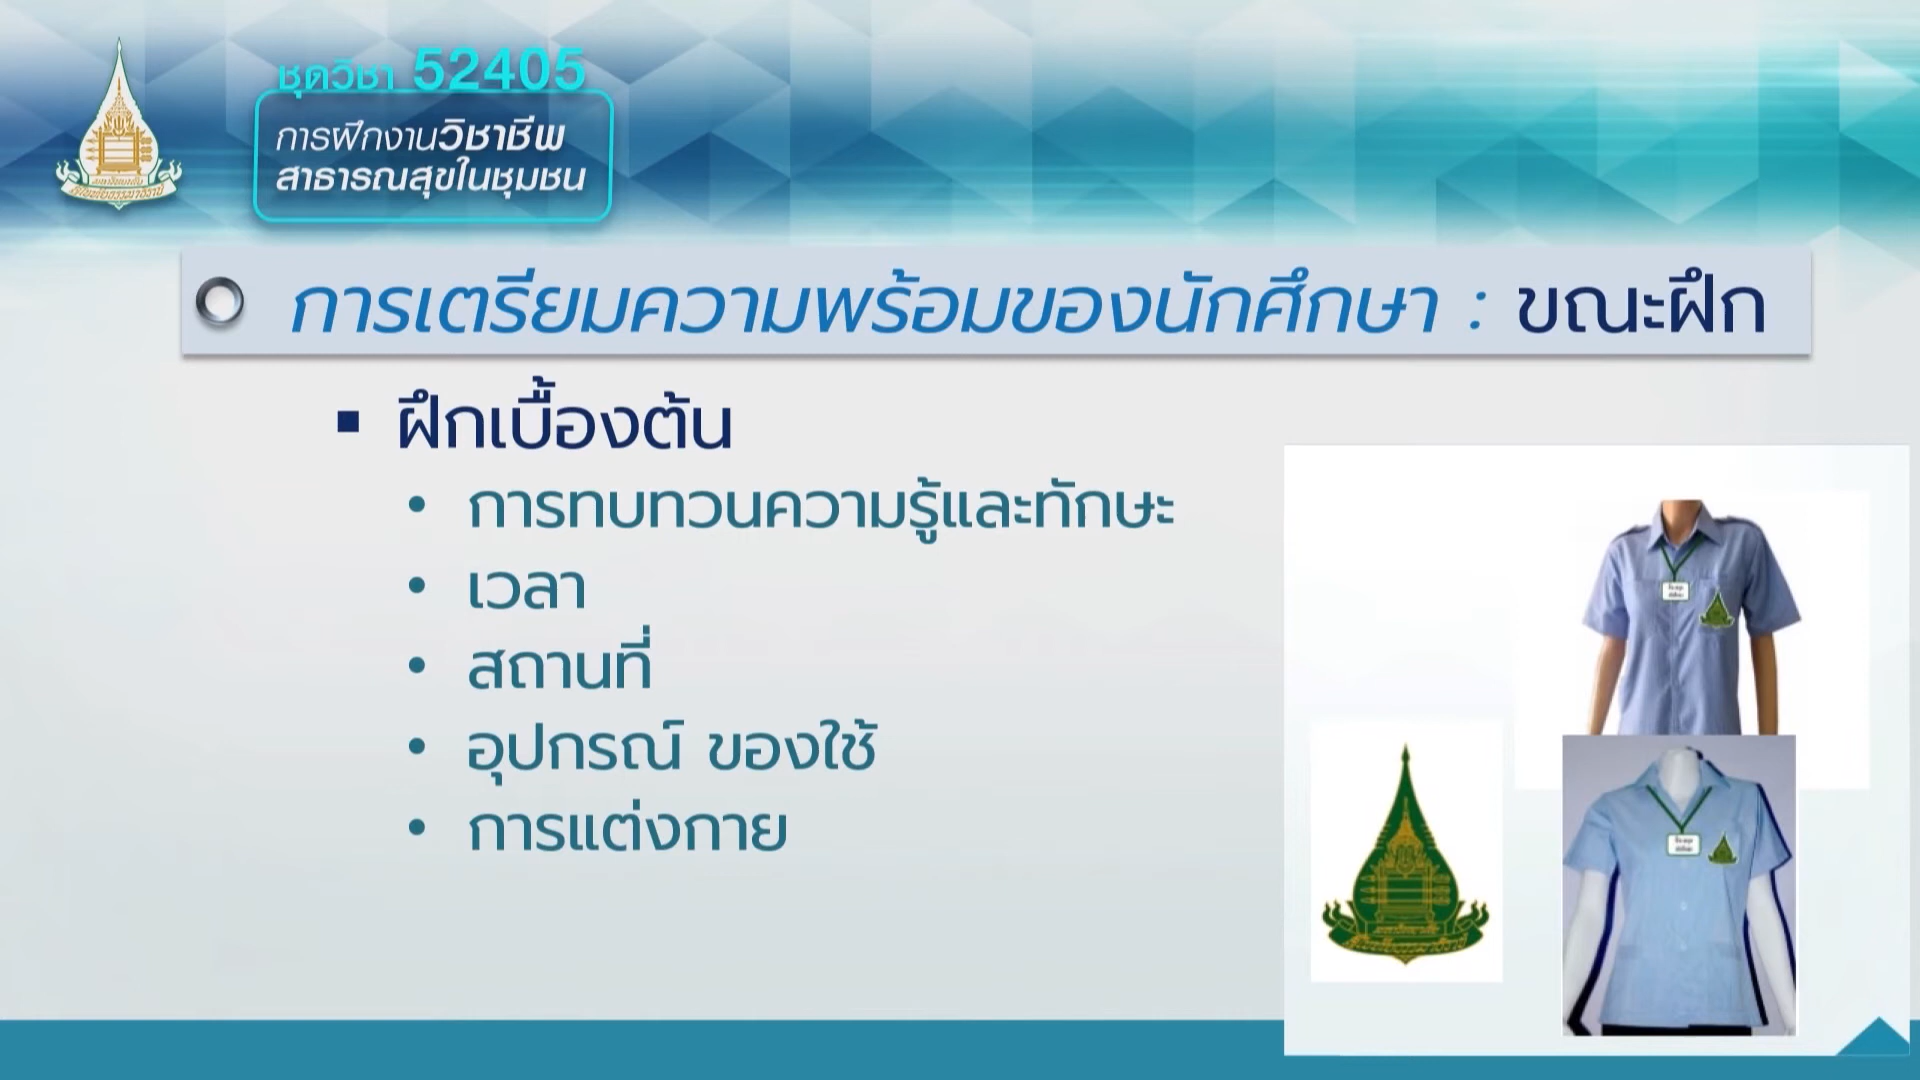 ชุดวิชา 52405
การฝึกงานวิชาชีพ
สาธารณสุขในชุมชน
การเตรียมความพร้อมของนักศึกษา : ขณะฝึก
▪ ฝึกเบื้องต้น
• การทบทวนความรู้และทักษะ
• เวลา
• สถานที่
• อุปกรณ์ ของใช้
• การแต่งกาย